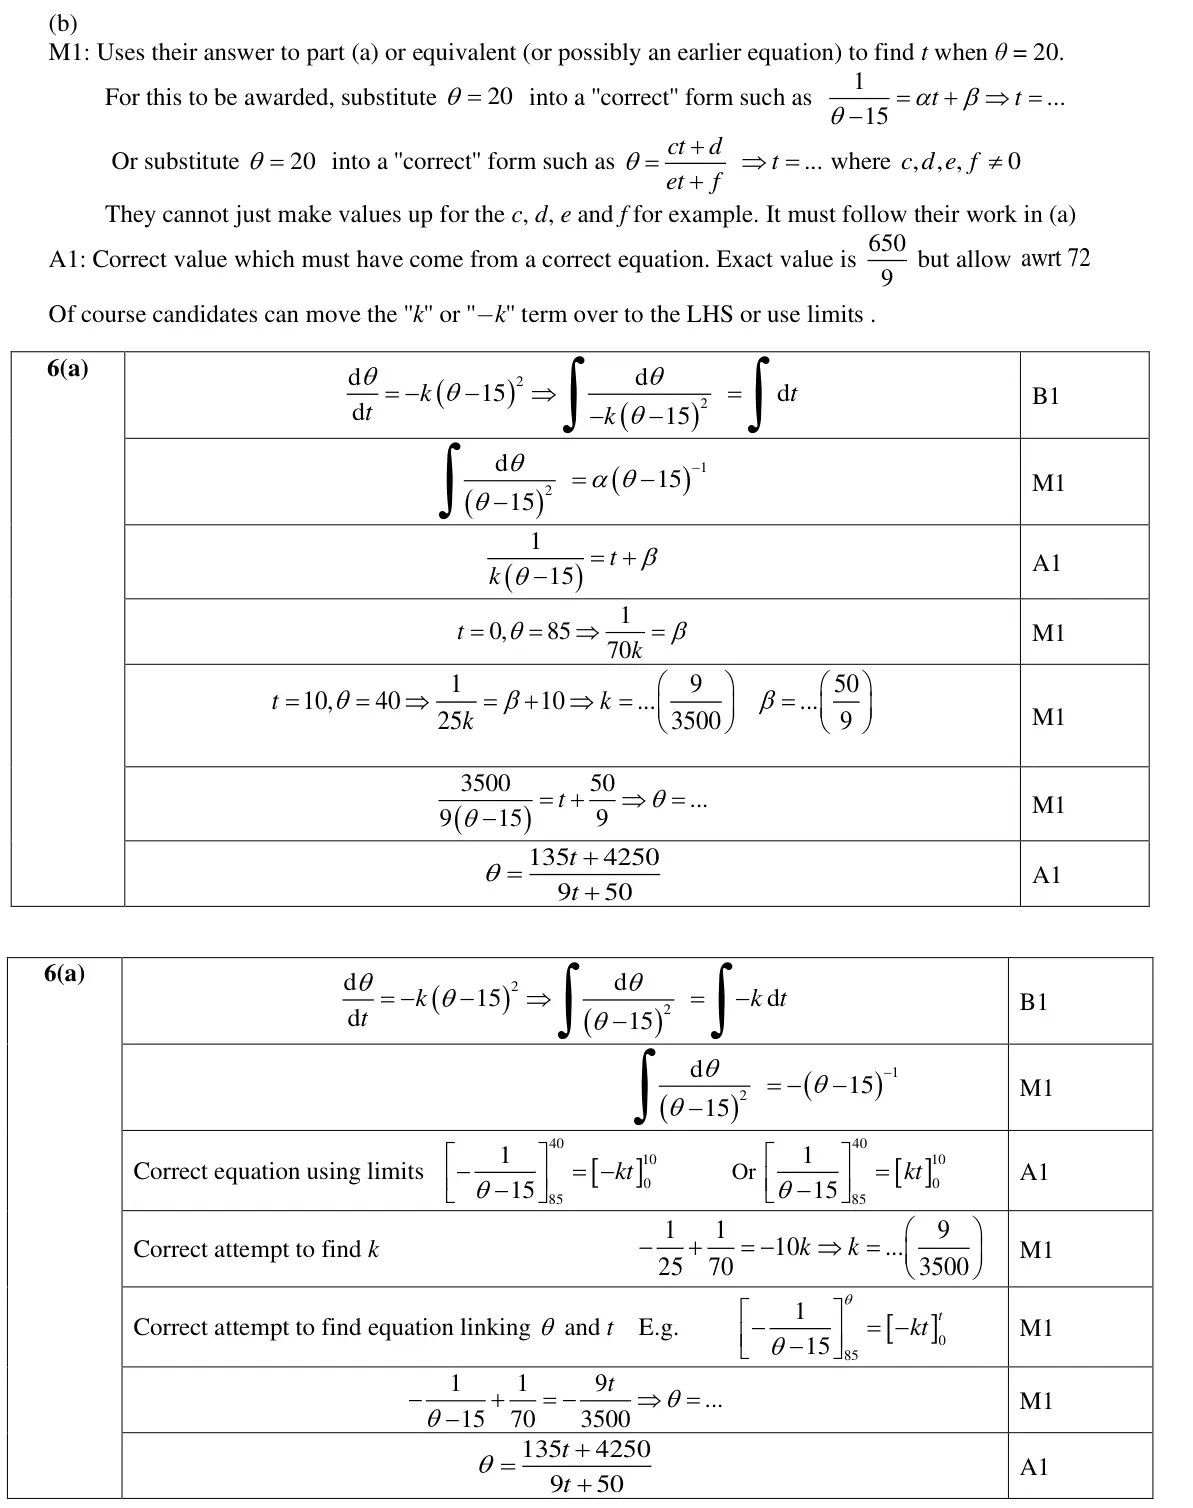 (b)
M1: Uses their answer to part (a) or equivalent (or possibly an earlier equation) to find t when θ = 20.
For this to be awarded, substitute θ = 20 into a "correct" form such as 1/(θ−15) = αt + β ⇒ t = ...
Or substitute θ = 20 into a "correct" form such as θ = (ct + d)/(et + f) ⇒ t = ... where c, d, e, f ≠ 0
They cannot just make values up for the c, d, e and f for example. It must follow their work in (a)
A1: Correct value which must have come from a correct equation. Exact value is 650/9 but allow awrt 72
Of course candidates can move the "k" or "−k" term over to the LHS or use limits .
6(a) dθ/dt = −k(θ−15)² ⇒ ∫ dθ/(−k(θ−15)²) = ∫ dt B1
∫ dθ/(θ−15)² = α(θ−15)⁻¹ M1
1/(k(θ−15)) = t + β A1
t = 0, θ = 85 ⇒ 1/(70k) = β M1
t = 10, θ = 40 ⇒ 1/(25k) = β + 10 ⇒ k = ...(9/3500) β = ...(50/9) M1
3500/(9(θ−15)) = t + 50/9 ⇒ θ = ... M1
θ = (135t + 4250)/(9t + 50) A1
6(a) dθ/dt = −k(θ−15)² ⇒ ∫ dθ/(θ−15)² = ∫ −k dt B1
∫ dθ/(θ−15)² = −(θ−15)⁻¹ M1
Correct equation using limits [−1/(θ−15)]₈₅⁴⁰ = [−kt]₀¹⁰ Or [1/(θ−15)]₈₅⁴⁰ = [kt]₀¹⁰ A1
Correct attempt to find k −1/25 + 1/70 = −10k ⇒ k = ...(9/3500) M1
Correct attempt to find equation linking θ and t E.g. [−1/(θ−15)]₈₅^θ = [−kt]₀^t M1
−1/(θ−15) + 1/70 = −9t/3500 ⇒ θ = ... M1
θ = (135t + 4250)/(9t + 50) A1